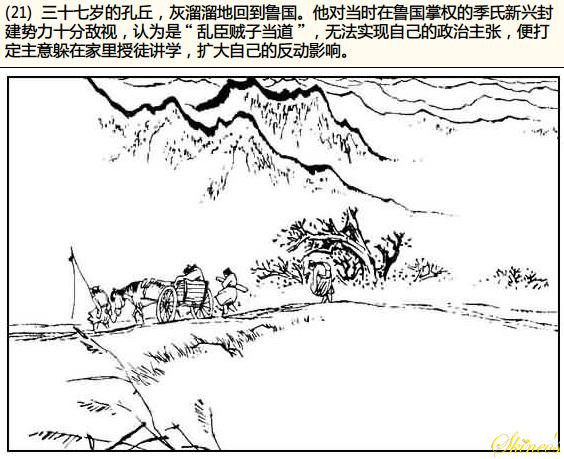 (21) 三十七岁的孔丘，灰溜溜地回到鲁国。他对当时在鲁国掌权的季氏新兴封
建势力十分敌视，认为是“乱臣贼子当道”，无法实现自己的政治主张，便打
定主意躲在家里授徒讲学，扩大自己的反动影响。